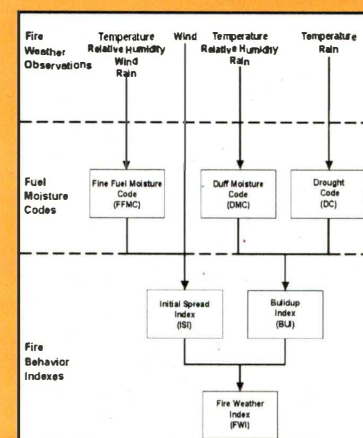 Fire
Weather
Observations
Temperature
Relative Humidity
Wind
Rain
Wind
Temperature
Relative Humidity
Rain
Temperature
Rain
Fuel
Moisture
Codes
Fine Fuel Moisture
Code
(FFMC)
Duff Moisture
Code
(DMC)
Drought
Code
(DC)
Fire
Behavior
Indexes
Initial Spread
Index
(ISI)
Buildup
Index
(BUI)
Fire Weather
Index
(FWI)